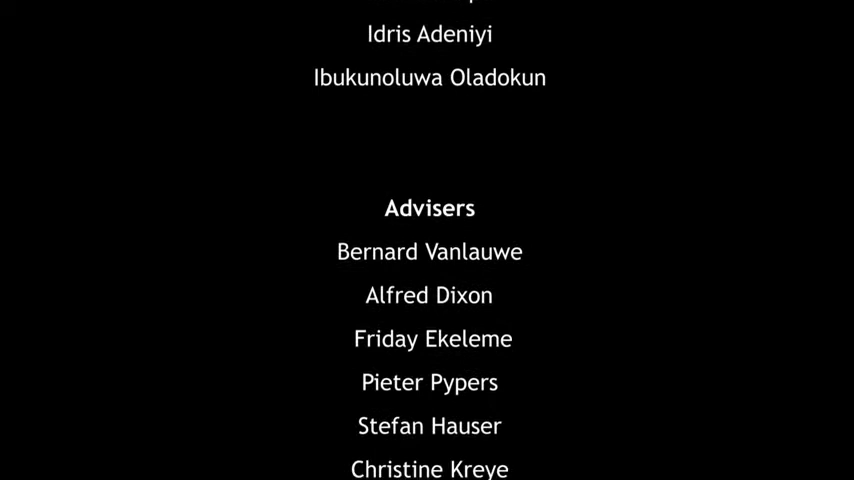 Idris Adeniyi
Ibukunoluwa Oladokun
Advisers
Bernard Vanlauwe
Alfred Dixon
Friday Ekeleme
Pieter Pypers
Stefan Hauser
Christine Kreye